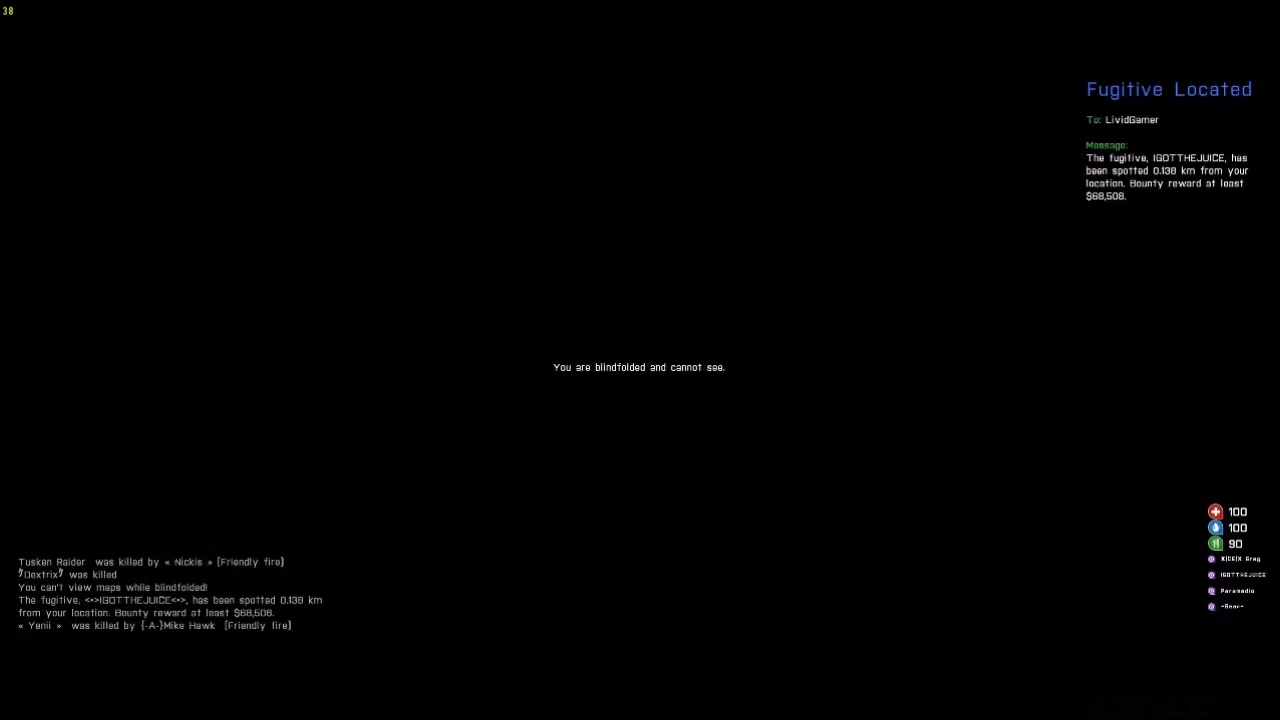 38
Fugitive Located
To: LividGamer
Message:
The fugitive, IGOTTHEJUICE, has
been spotted 0.138 km from your
location. Bounty reward at least
$68,508.
You are blindfolded and cannot see.
100
100
90
IGOTTHEJUICE
Paramedic
Tusken Raider was killed by « Nickis » (Friendly fire)
was killed
You can't view maps while blindfolded!
The fugitive, <•>IGOTTHEJUICE<•>, has been spotted 0.138 km
from your location. Bounty reward at least $68,508.
« Yenii » was killed by {-A-}Mike Hawk (Friendly fire)